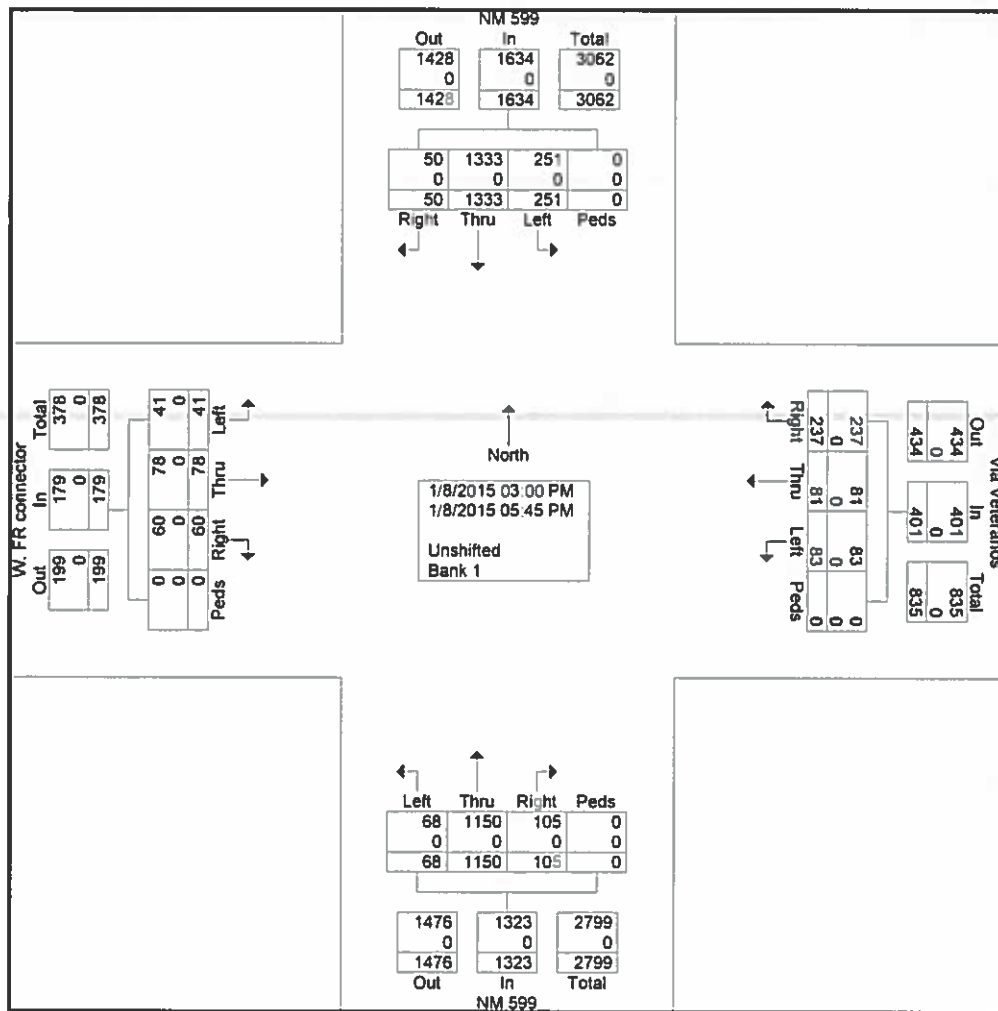 NM 599
Out In Total
1428 1634 3062
0 0 0
1428 1634 3062
50 1333 251 0
0 0 0 0
50 1333 251 0
Right Thru Left Peds
W. FR connector
Total In Out
378 179 199
0 0 0
378 179 199
41 78 60 0
0 0 0 0
41 78 60 0
Left Thru Right Peds
North
1/8/2015 03:00 PM
1/8/2015 05:45 PM
Unshifted
Bank 1
Via Veteranos
Out In Total
434 401 835
0 0 0
434 401 835
237 81 83 0
0 0 0 0
237 81 83 0
Right Thru Left Peds
Left Thru Right Peds
68 1150 105 0
0 0 0 0
68 1150 105 0
1476 1323 2799
0 0 0
1476 1323 2799
Out In Total
NM 599